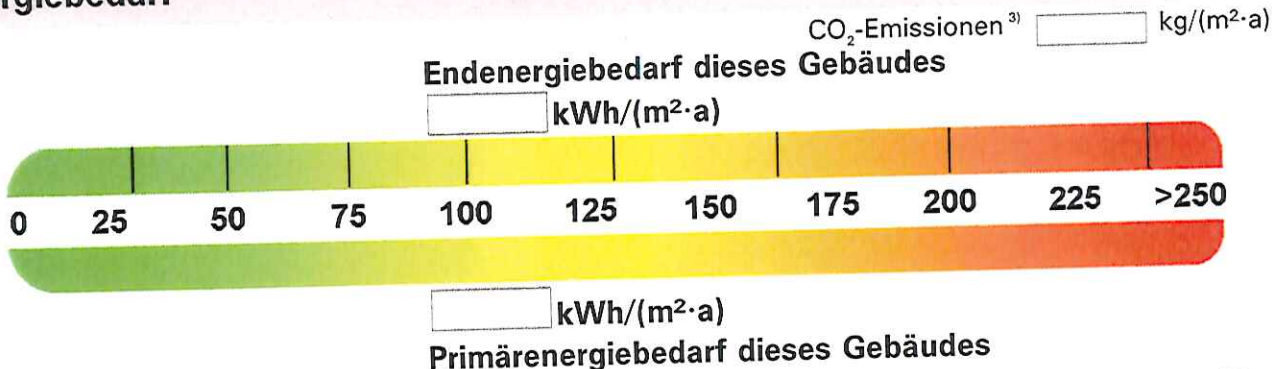 CO₂-Emissionen ³⁾ kg/(m²·a)
Endenergiebedarf dieses Gebäudes
kWh/(m²·a)
0 25 50 75 100 125 150 175 200 225 >250
kWh/(m²·a)
Primärenergiebedarf dieses Gebäudes